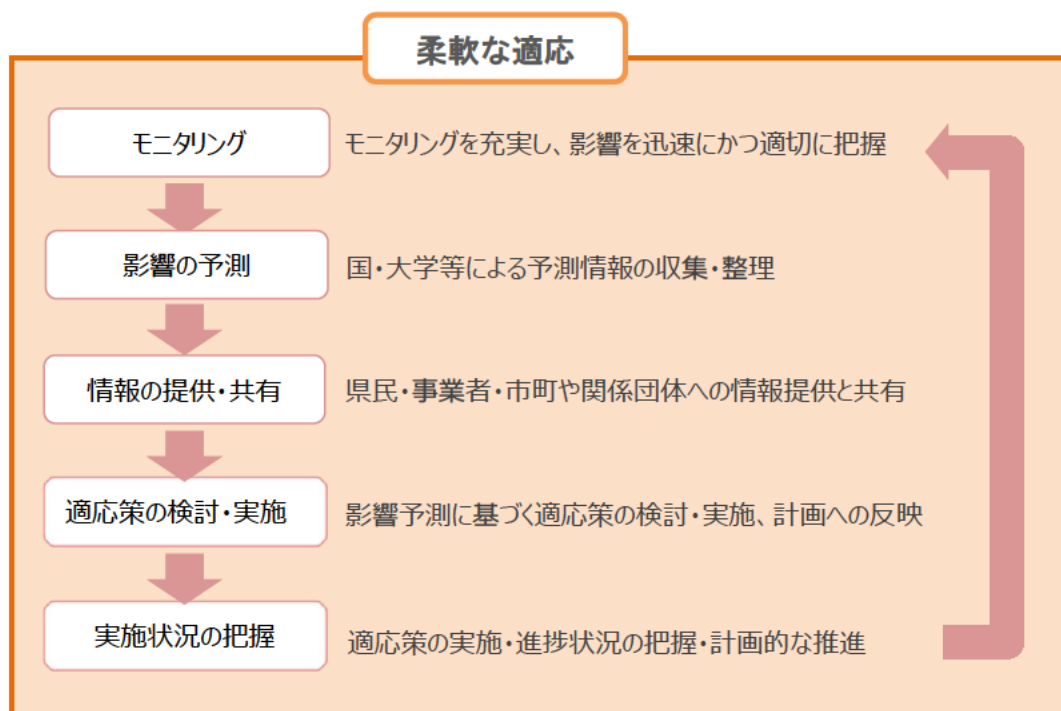 柔軟な適応
モニタリング
モニタリングを充実し、影響を迅速にかつ適切に把握
影響の予測
国・大学等による予測情報の収集・整理
情報の提供・共有
県民・事業者・市町や関係団体への情報提供と共有
適応策の検討・実施
影響予測に基づく適応策の検討・実施、計画への反映
実施状況の把握
適応策の実施・進捗状況の把握・計画的な推進